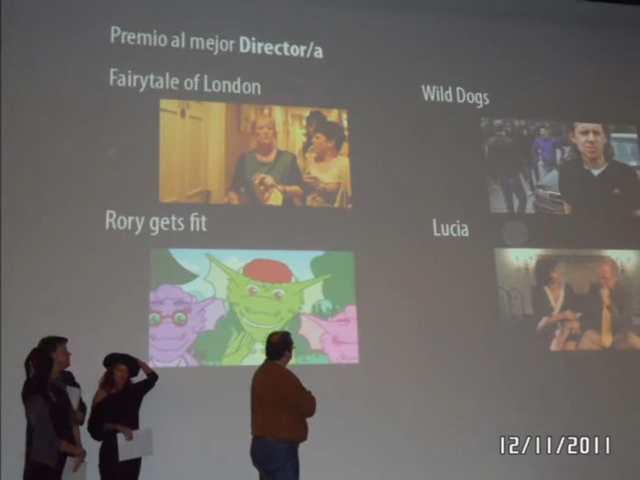 Premio al mejor Director/a
Fairytale of London
Wild Dogs
Rory gets fit
Lucia
12/11/2011